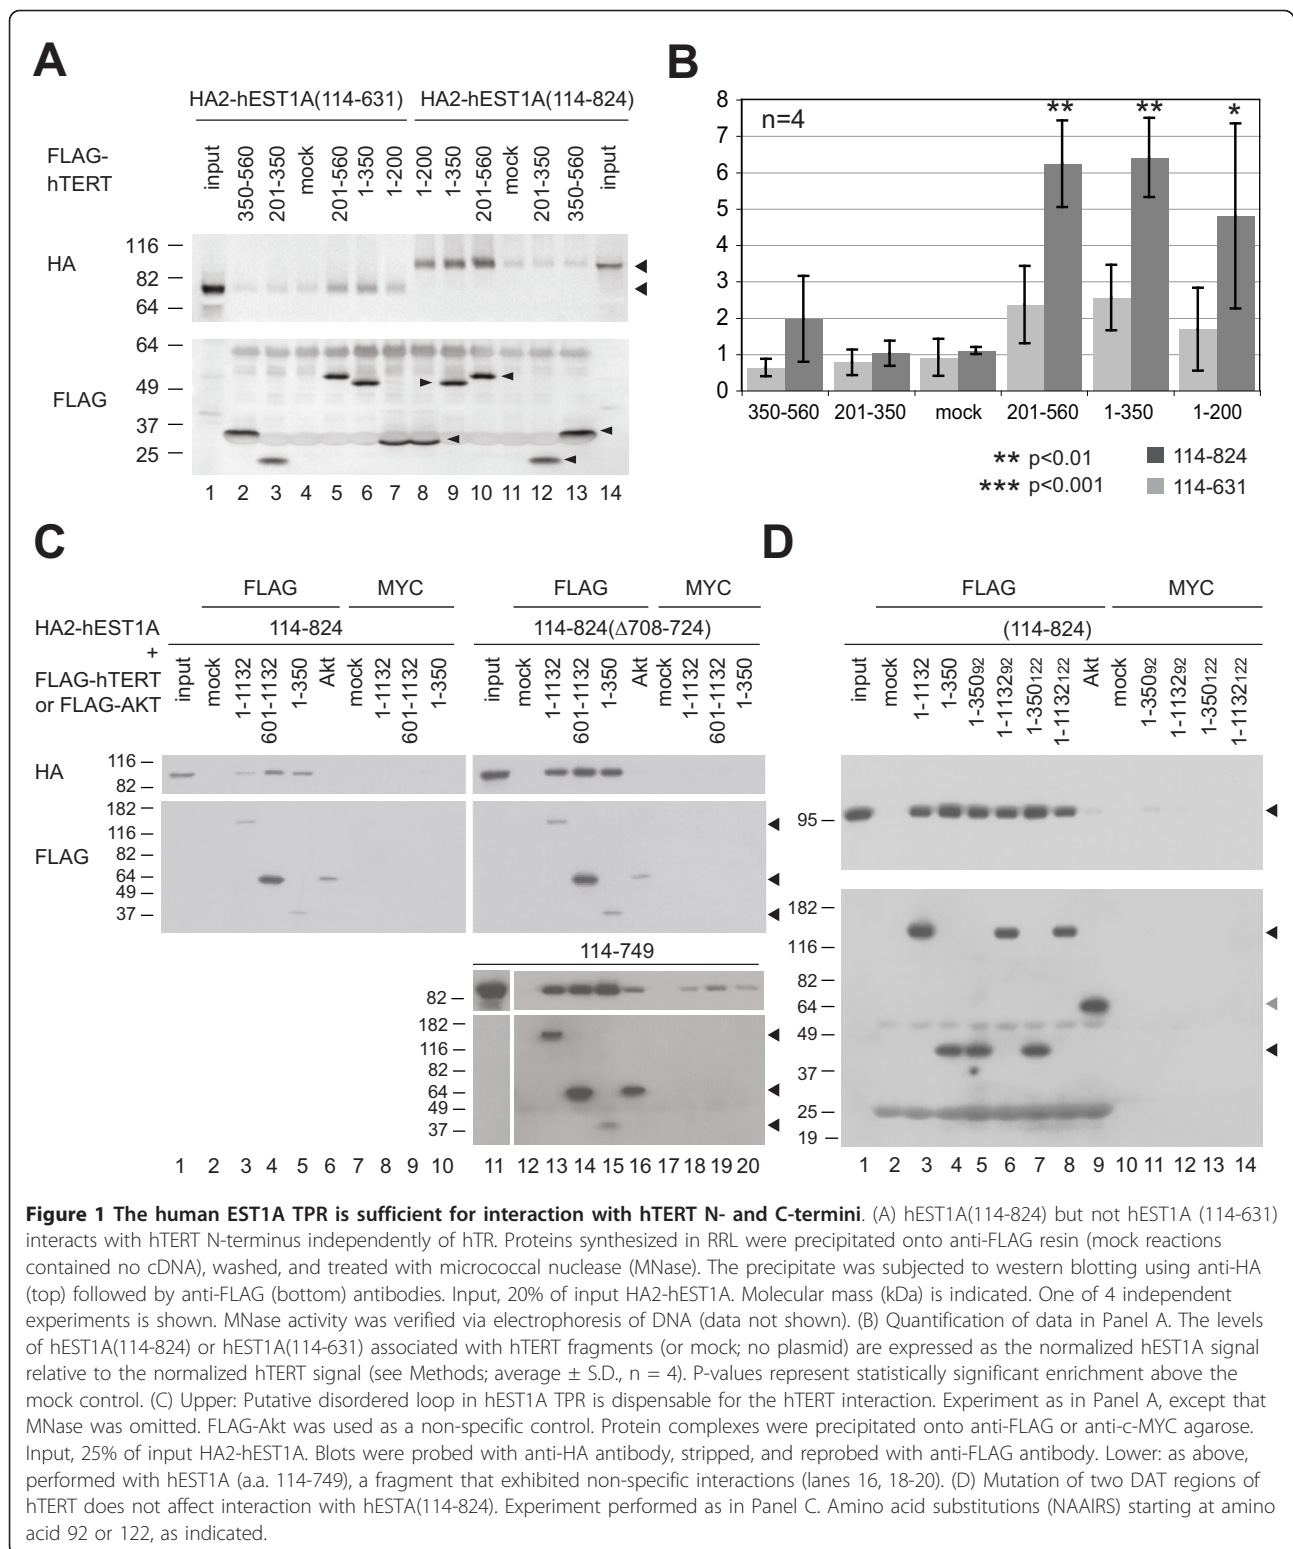 A
HA2-hEST1A(114-631) HA2-hEST1A(114-824)
FLAG-
hTERT
input 350-560 201-350 mock 201-560 1-350 1-200 1-200 1-350 201-560 mock 201-350 350-560 input
HA
116
82
64
FLAG
64
49
37
25
1 2 3 4 5 6 7 8 9 10 11 12 13 14
B
n=4
** ** *
8
7
6
5
4
3
2
1
0
350-560 201-350 mock 201-560 1-350 1-200
** p<0.01 114-824
*** p<0.001 114-631
C
FLAG MYC FLAG MYC
HA2-hEST1A 114-824 114-824(Δ708-724)
+
FLAG-hTERT
or FLAG-AKT
input mock 1-1132 601-1132 1-350 Akt mock 1-1132 601-1132 1-350
input mock 1-1132 601-1132 1-350 Akt mock 1-1132 601-1132 1-350
HA
116
82
FLAG
182
116
82
64
49
37
114-749
82
182
116
82
64
49
37
1 2 3 4 5 6 7 8 9 10 11 12 13 14 15 16 17 18 19 20
D
FLAG MYC
(114-824)
input mock 1-1132 1-350 1-35092 1-113292 1-350122 1-1132122 Akt mock 1-35092 1-113292 1-350122 1-1132122
95
182
116
82
64
49
37
25
19
1 2 3 4 5 6 7 8 9 10 11 12 13 14
Figure 1 The human EST1A TPR is sufficient for interaction with hTERT N- and C-termini. (A) hEST1A(114-824) but not hEST1A (114-631)
interacts with hTERT N-terminus independently of hTR. Proteins synthesized in RRL were precipitated onto anti-FLAG resin (mock reactions
contained no cDNA), washed, and treated with micrococcal nuclease (MNase). The precipitate was subjected to western blotting using anti-HA
(top) followed by anti-FLAG (bottom) antibodies. Input, 20% of input HA2-hEST1A. Molecular mass (kDa) is indicated. One of 4 independent
experiments is shown. MNase activity was verified via electrophoresis of DNA (data not shown). (B) Quantification of data in Panel A. The levels
of hEST1A(114-824) or hEST1A(114-631) associated with hTERT fragments (or mock; no plasmid) are expressed as the normalized hEST1A signal
relative to the normalized hTERT signal (see Methods; average ± S.D., n = 4). P-values represent statistically significant enrichment above the
mock control. (C) Upper: Putative disordered loop in hEST1A TPR is dispensable for the hTERT interaction. Experiment as in Panel A, except that
MNase was omitted. FLAG-Akt was used as a non-specific control. Protein complexes were precipitated onto anti-FLAG or anti-c-MYC agarose.
Input, 25% of input HA2-hEST1A. Blots were probed with anti-HA antibody, stripped, and reprobed with anti-FLAG antibody. Lower: as above,
performed with hEST1A (a.a. 114-749), a fragment that exhibited non-specific interactions (lanes 16, 18-20). (D) Mutation of two DAT regions of
hTERT does not affect interaction with hESTA(114-824). Experiment performed as in Panel C. Amino acid substitutions (NAAIRS) starting at amino
acid 92 or 122, as indicated.